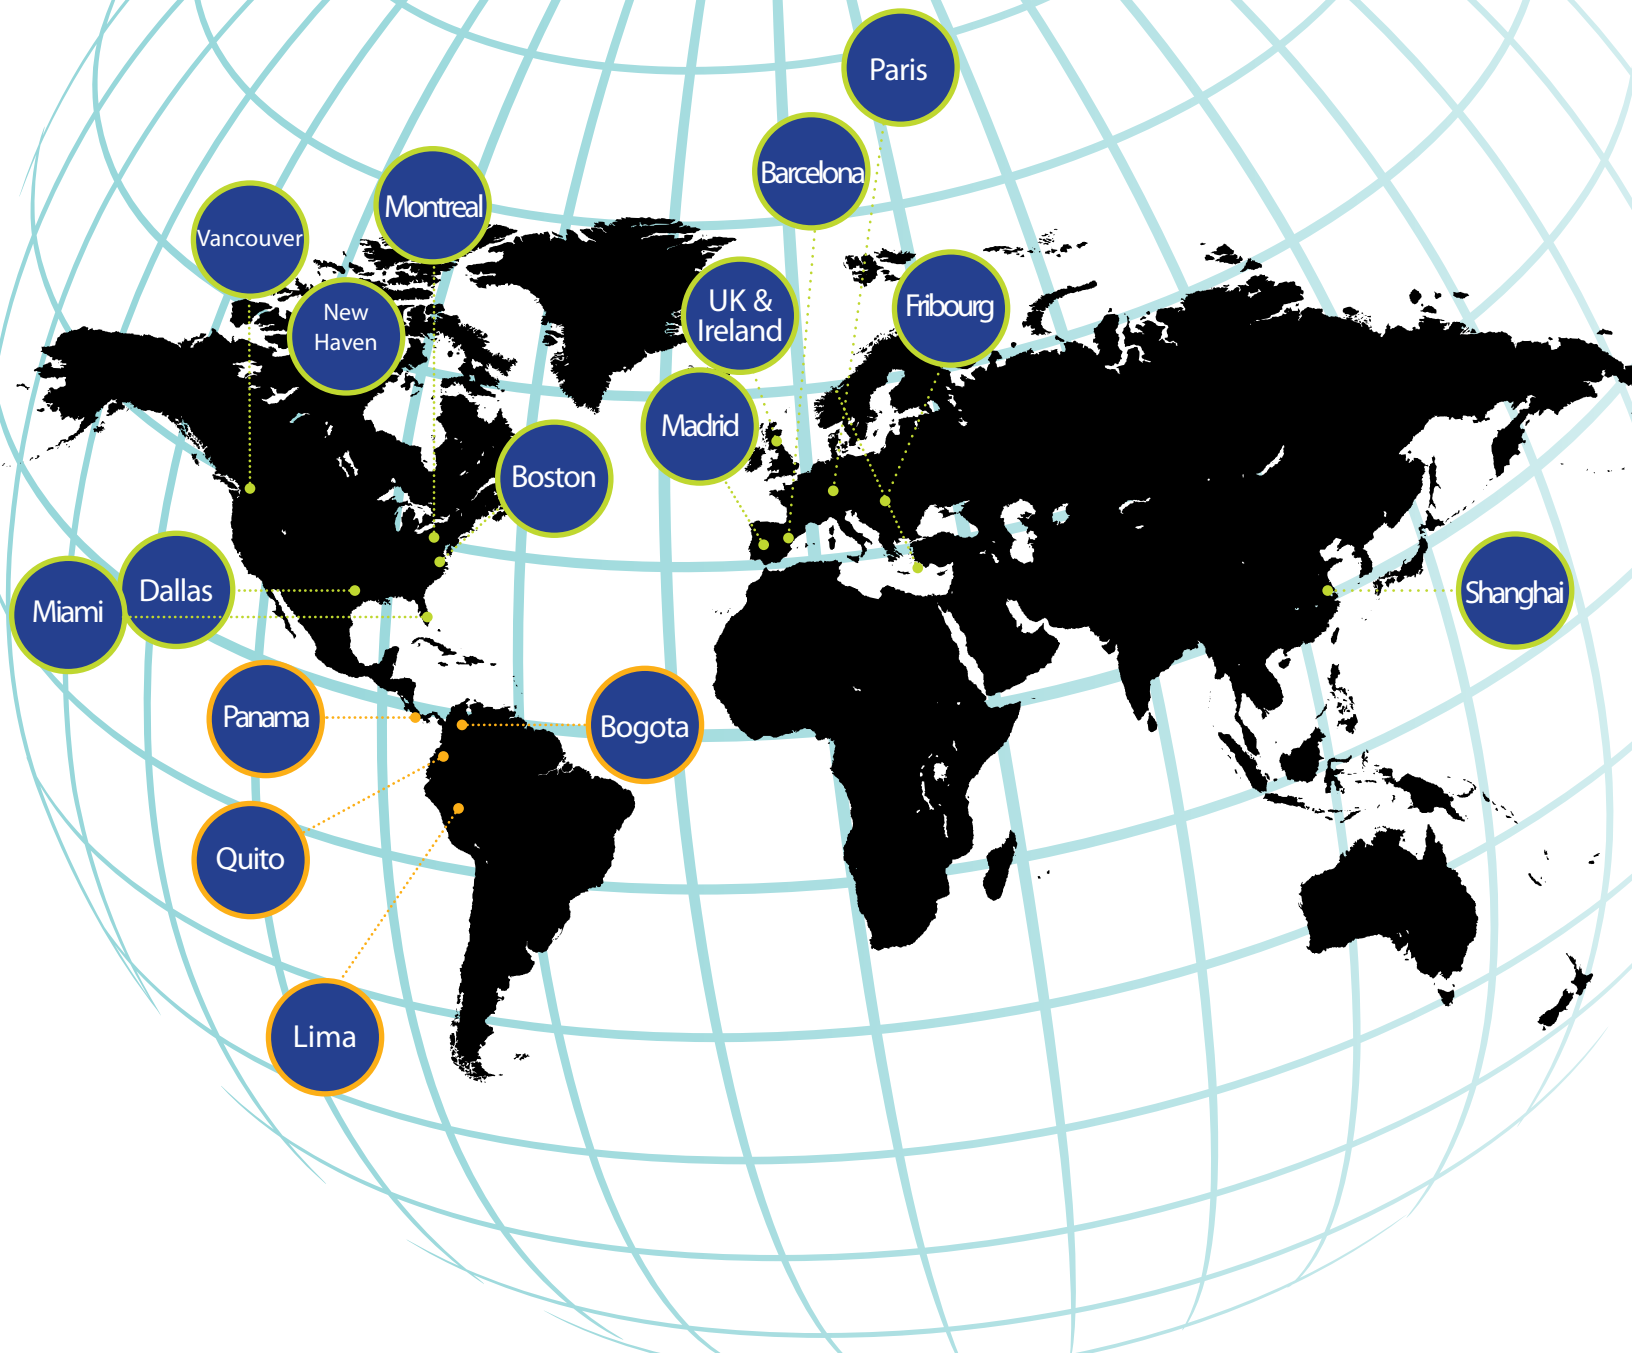 Paris
Barcelona
Montreal
Vancouver
UK &
Ireland
Fribourg
New
Haven
Madrid
Boston
Dallas
Miami
Shanghai
Panama
Bogota
Quito
Lima